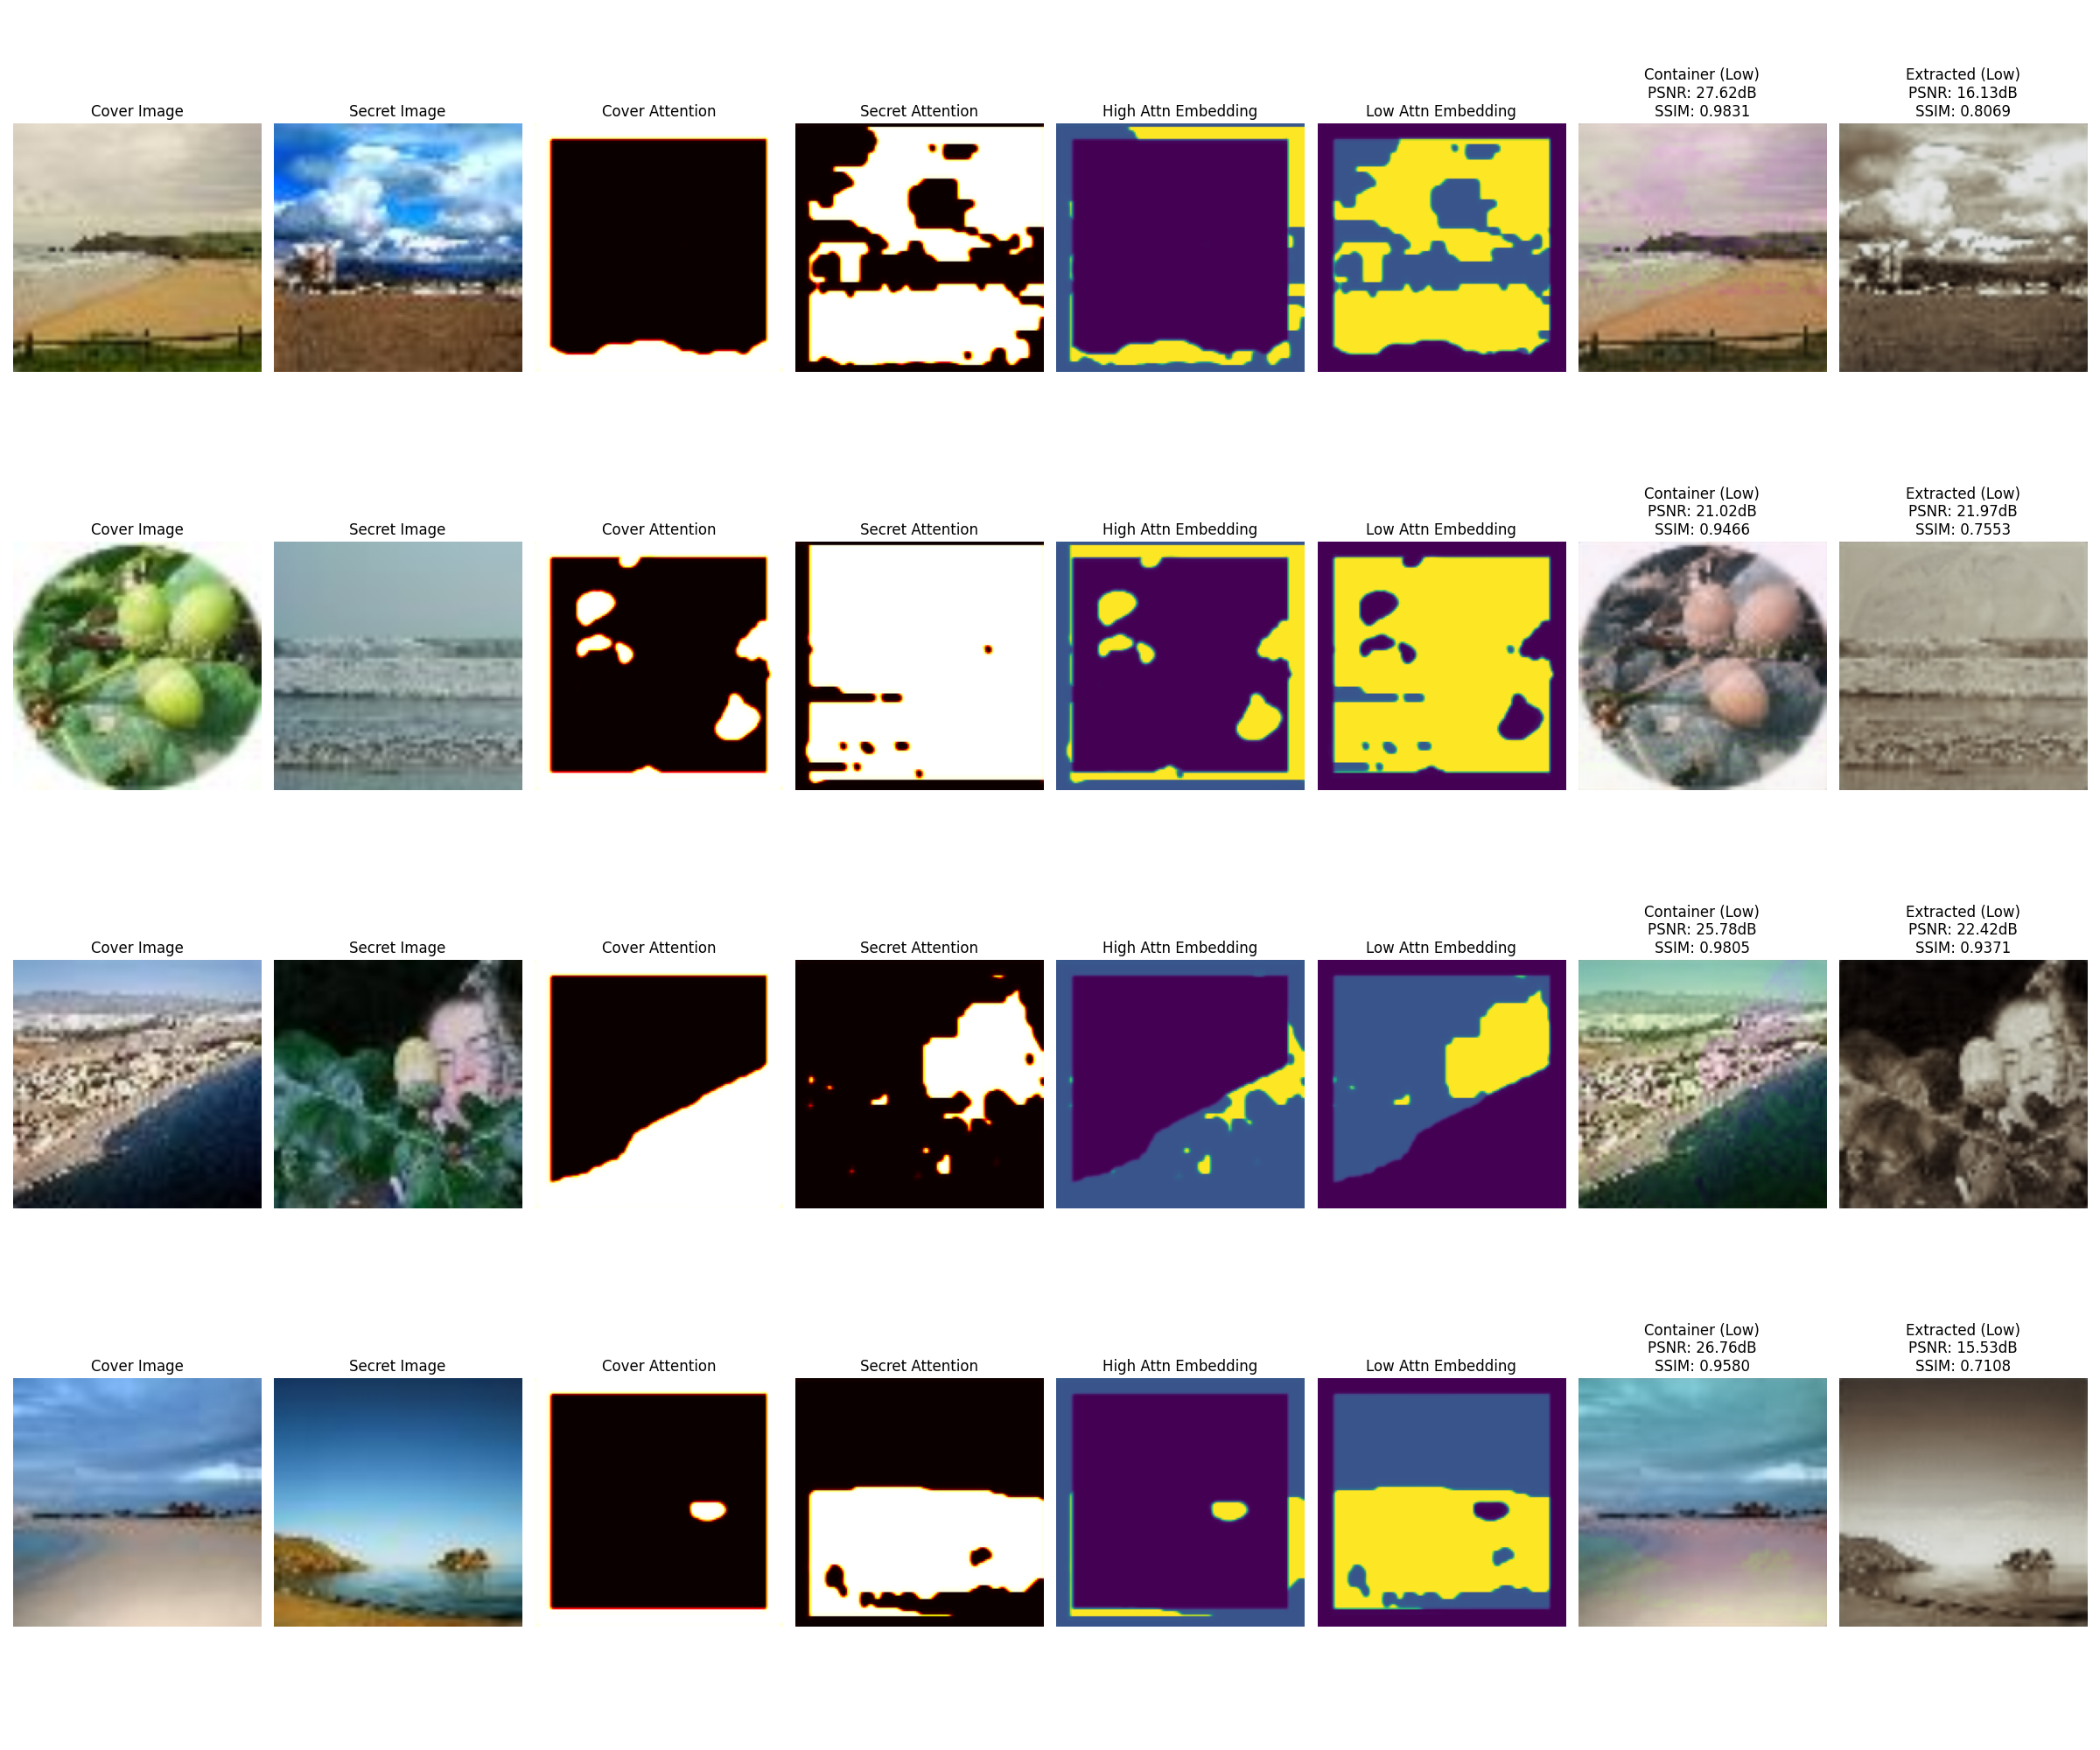 Cover Image
Secret Image
Cover Attention
Secret Attention
High Attn Embedding
Low Attn Embedding
Container (Low)
PSNR: 27.62dB
SSIM: 0.9831
Extracted (Low)
PSNR: 16.13dB
SSIM: 0.8069
Cover Image
Secret Image
Cover Attention
Secret Attention
High Attn Embedding
Low Attn Embedding
Container (Low)
PSNR: 21.02dB
SSIM: 0.9466
Extracted (Low)
PSNR: 21.97dB
SSIM: 0.7553
Cover Image
Secret Image
Cover Attention
Secret Attention
High Attn Embedding
Low Attn Embedding
Container (Low)
PSNR: 25.78dB
SSIM: 0.9805
Extracted (Low)
PSNR: 22.42dB
SSIM: 0.9371
Cover Image
Secret Image
Cover Attention
Secret Attention
High Attn Embedding
Low Attn Embedding
Container (Low)
PSNR: 26.76dB
SSIM: 0.9580
Extracted (Low)
PSNR: 15.53dB
SSIM: 0.7108